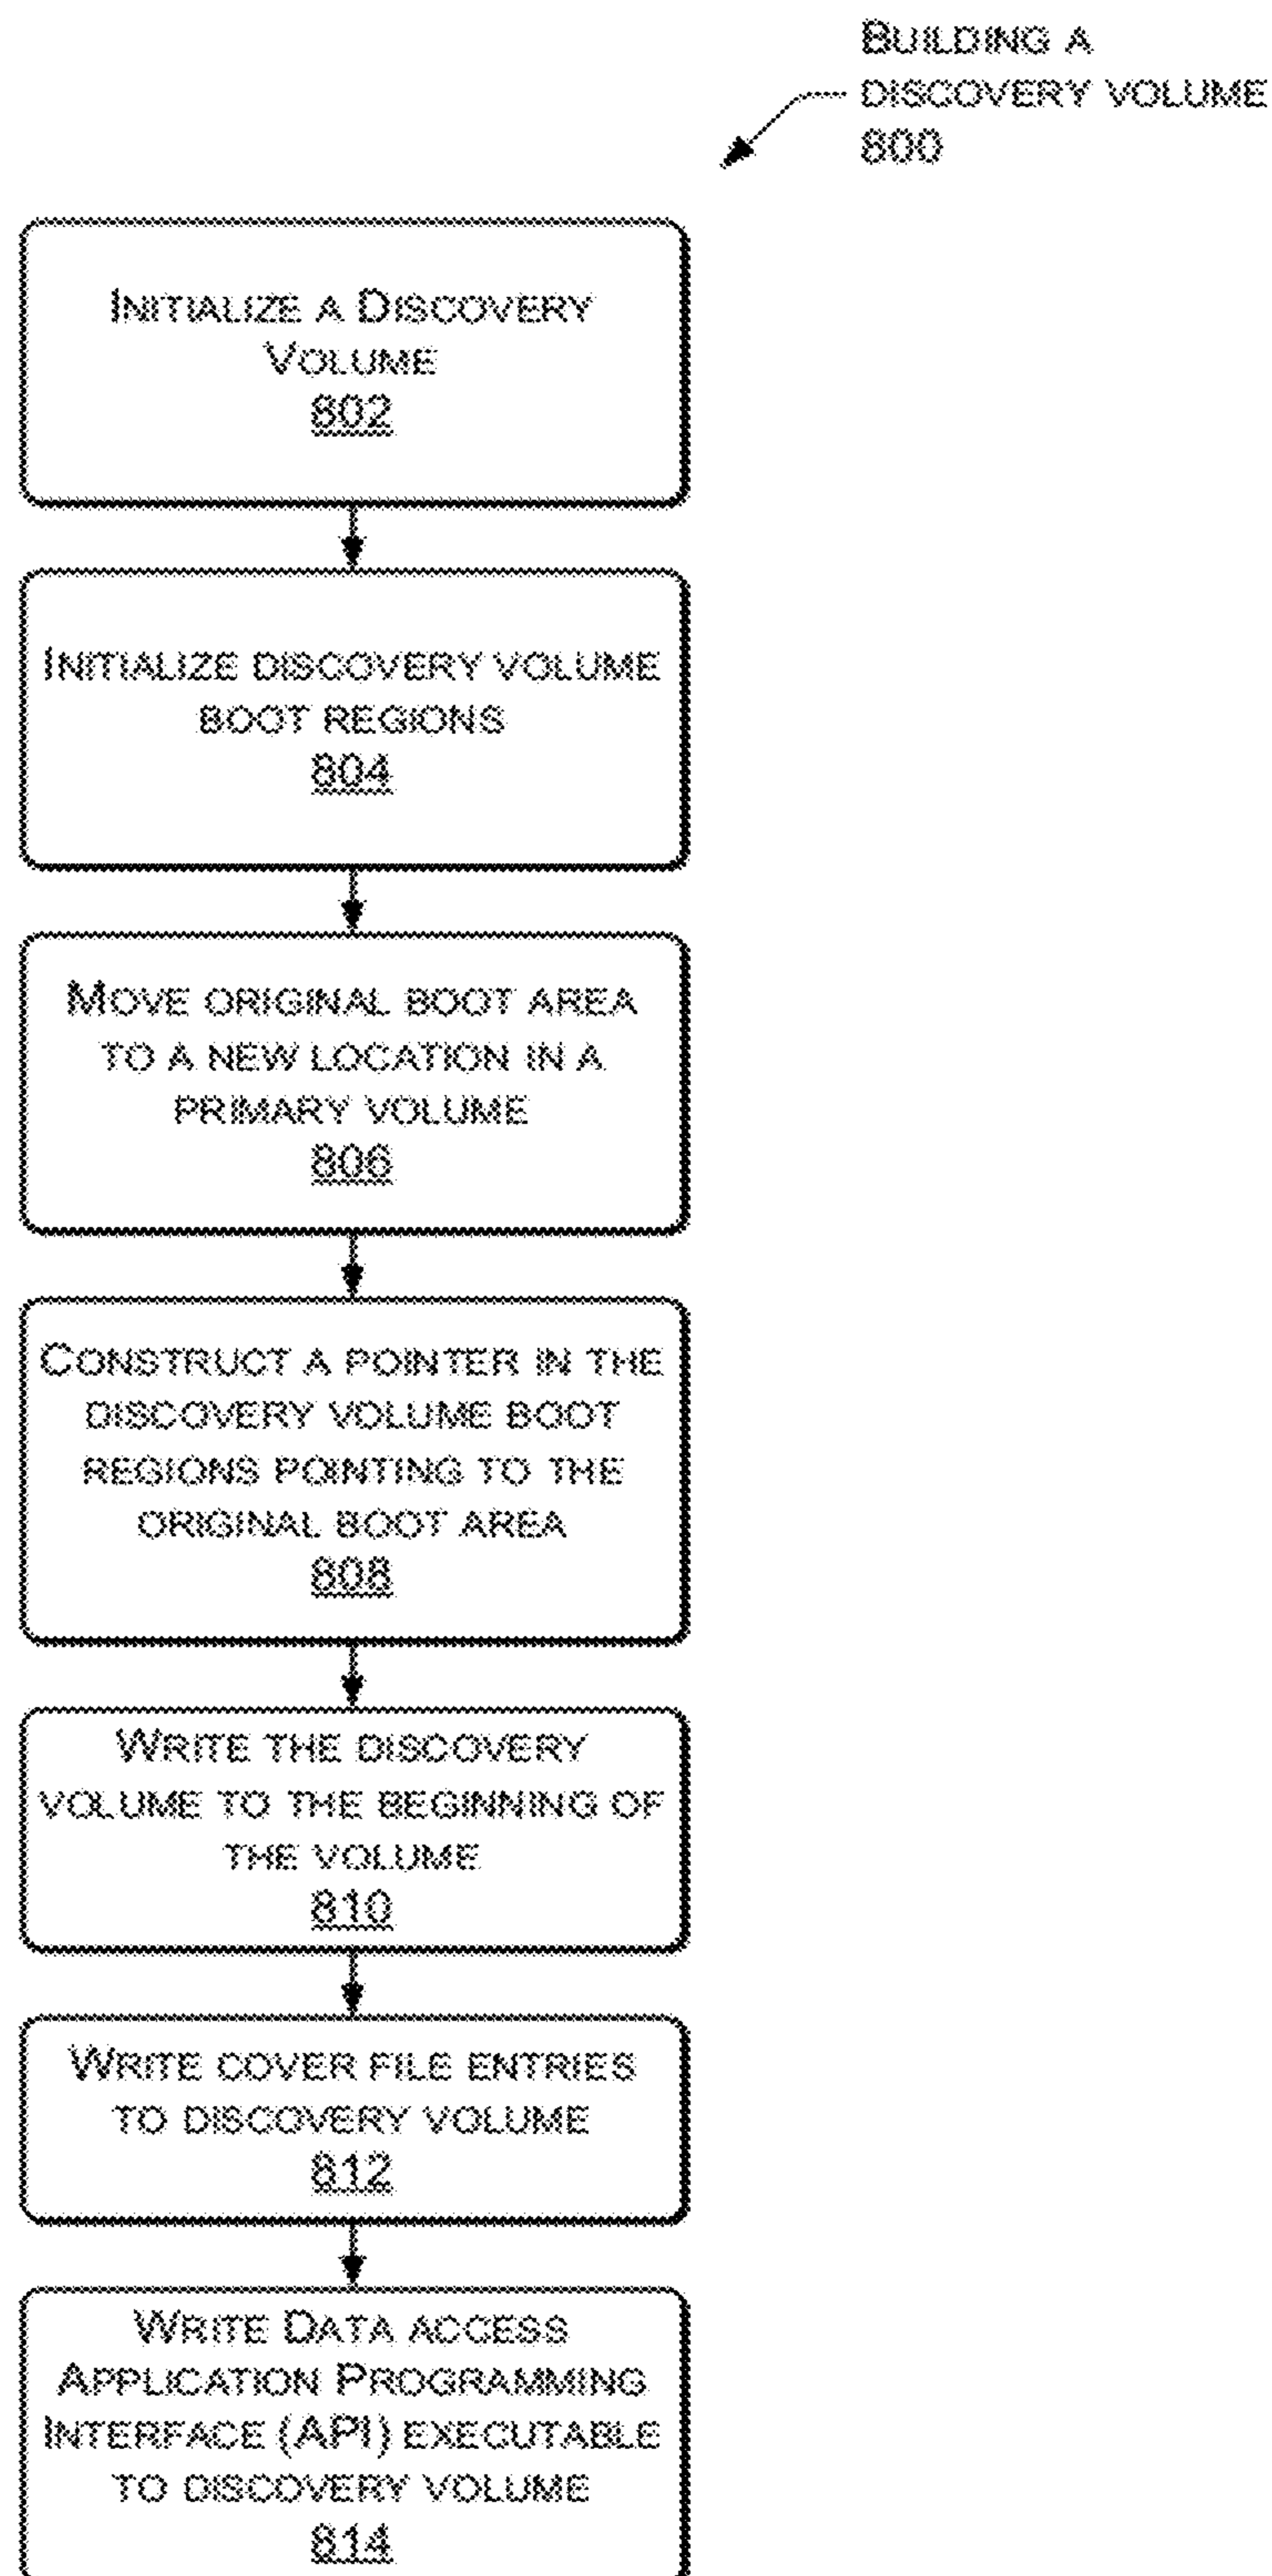 BUILDING A
DISCOVERY VOLUME
800
INITIALIZE A DISCOVERY
VOLUME
802
INITIALIZE DISCOVERY VOLUME
BOOT REGIONS
804
MOVE ORIGINAL BOOT AREA
TO A NEW LOCATION IN A
PRIMARY VOLUME
806
CONSTRUCT A POINTER IN THE
DISCOVERY VOLUME BOOT
REGIONS POINTING TO THE
ORIGINAL BOOT AREA
808
WRITE THE DISCOVERY
VOLUME TO THE BEGINNING OF
THE VOLUME
810
WRITE COVER FILE ENTRIES
TO DISCOVERY VOLUME
812
WRITE DATA ACCESS
APPLICATION PROGRAMMING
INTERFACE (API) EXECUTABLE
TO DISCOVERY VOLUME
814